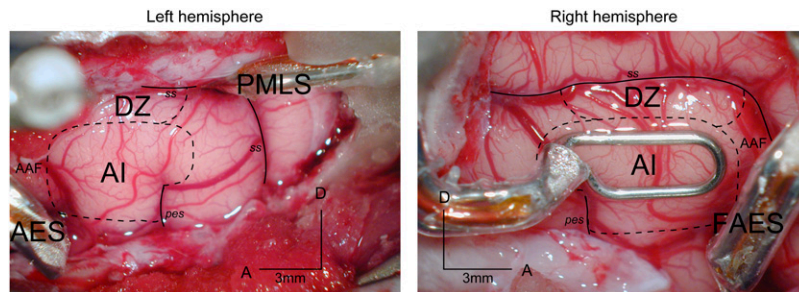 Left hemisphere
ss
PMLS
DZ
ss
AAF
AI
AES
pes
D
A
3mm
Right hemisphere
ss
DZ
AAF
AI
D
pes
FAES
3mm
A